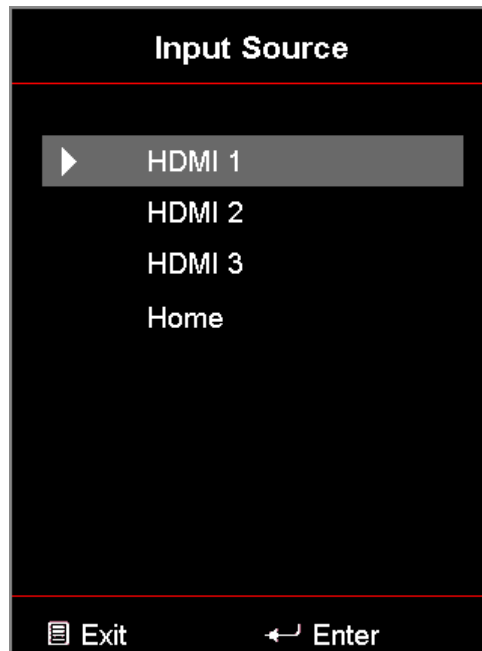 Input Source
HDMI 1
HDMI 2
HDMI 3
Home
Exit Enter